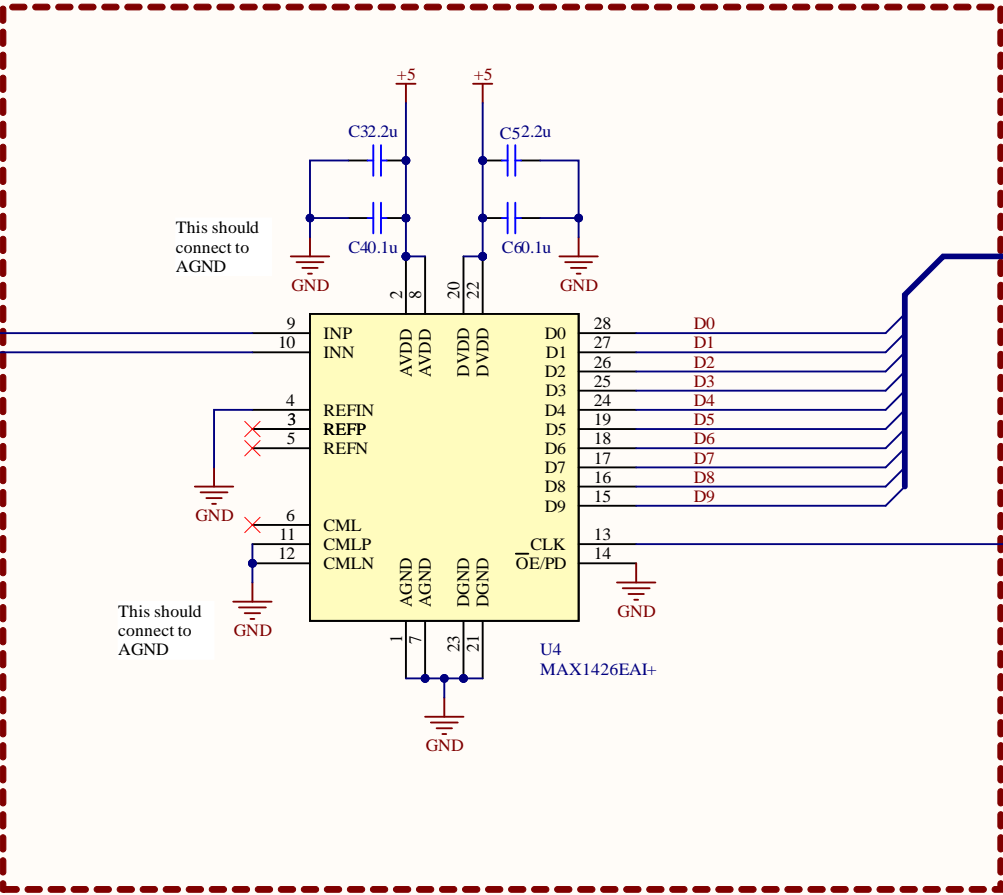 +5
+5
C32.2u
C52.2u
C40.1u
C60.1u
This should
connect to
AGND
GND
GND
2
8
20
22
AVDD
AVDD
DVDD
DVDD
9
INP
10
INN
4
REFIN
3
REFP
5
REFN
GND
6
CML
11
CMLP
12
CMLN
This should
connect to
AGND
GND
D0
28
D0
D1
27
D1
D2
26
D2
D3
25
D3
D4
24
D4
D5
19
D5
D6
18
D6
D7
17
D7
D8
16
D8
D9
15
D9
CLK
13
OE/PD
14
GND
AGND
AGND
DGND
DGND
1
7
23
21
GND
U4
MAX1426EAI+